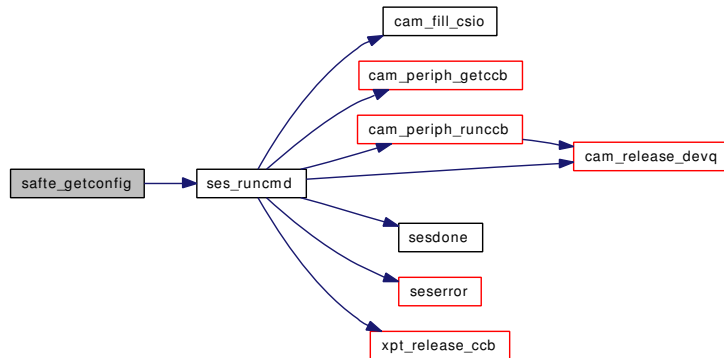 cam_fill_csio
cam_periph_getccb
cam_periph_runccb
cam_release_devq
safte_getconfig
ses_runcmd
sesdone
seserror
xpt_release_ccb